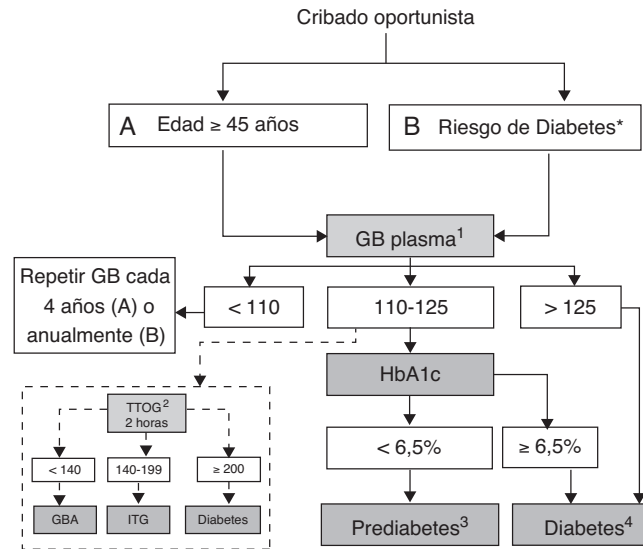 Cribado oportunista
A Edad ≥ 45 años
B Riesgo de Diabetes*
GB plasma¹
Repetir GB cada
4 años (A) o
anualmente (B)
< 110
110-125
> 125
HbA1c
TTOG²
2 horas
< 140
140-199
≥ 200
GBA
ITG
Diabetes
< 6,5%
≥ 6,5%
Prediabetes³
Diabetes⁴